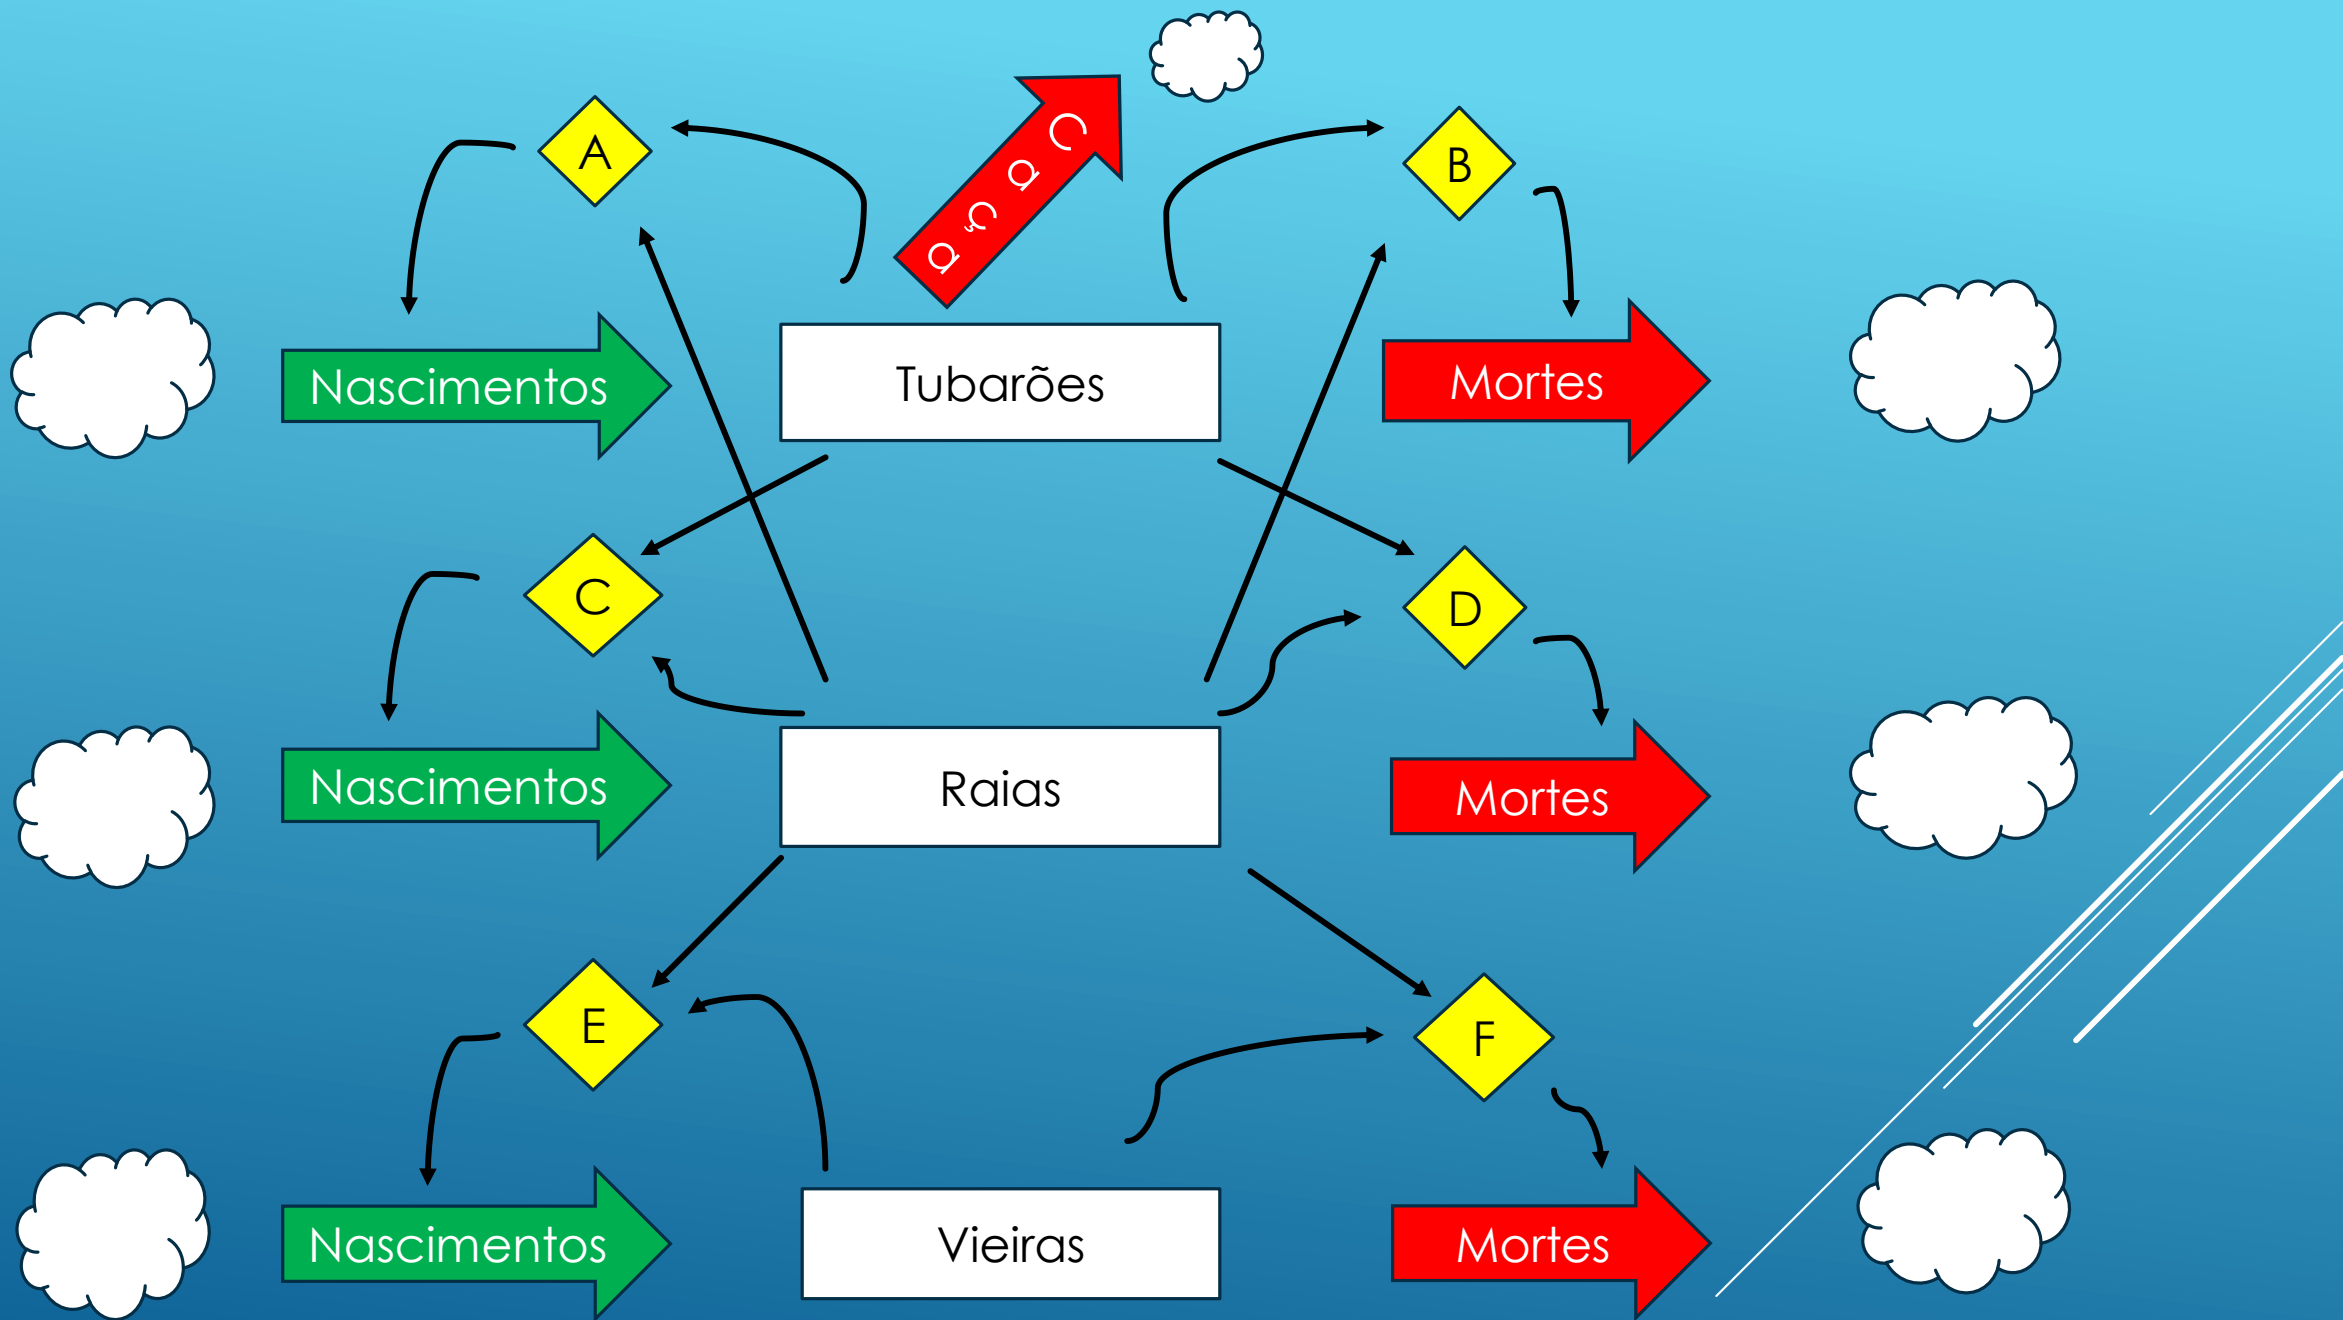 Caça
A
B
Nascimentos
Tubarões
Mortes
C
D
Nascimentos
Raias
Mortes
E
F
Nascimentos
Vieiras
Mortes